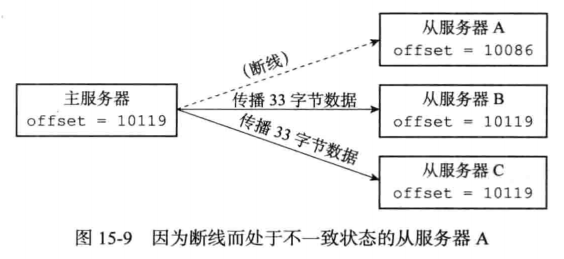 从服务器 A
offset = 10086
(断线)
主服务器
offset = 10119
传播 33 字节数据
从服务器 B
offset = 10119
传播 33 字节数据
从服务器 C
offset = 10119
图 15-9 因为断线而处于不一致状态的从服务器 A